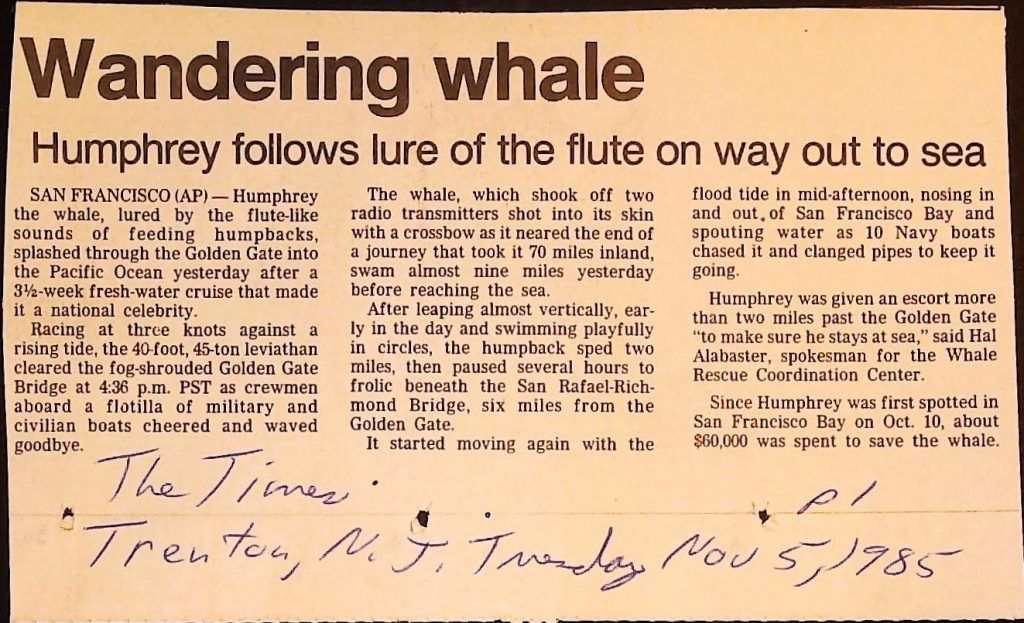 Wandering whale
Humphrey follows lure of the flute on way out to sea
SAN FRANCISCO (AP) — Humphrey
the whale, lured by the flute-like
sounds of feeding humpbacks,
splashed through the Golden Gate into
the Pacific Ocean yesterday after a
3½-week fresh-water cruise that made
it a national celebrity.
Racing at three knots against a
rising tide, the 40-foot, 45-ton leviathan
cleared the fog-shrouded Golden Gate
Bridge at 4:36 p.m. PST as crewmen
aboard a flotilla of military and
civilian boats cheered and waved
goodbye.
The whale, which shook off two
radio transmitters shot into its skin
with a crossbow as it neared the end of
a journey that took it 70 miles inland,
swam almost nine miles yesterday
before reaching the sea.
After leaping almost vertically, ear-
ly in the day and swimming playfully
in circles, the humpback sped two
miles, then paused several hours to
frolic beneath the San Rafael-Rich-
mond Bridge, six miles from the
Golden Gate.
It started moving again with the
flood tide in mid-afternoon, nosing in
and out of San Francisco Bay and
spouting water as 10 Navy boats
chased it and clanged pipes to keep it
going.
Humphrey was given an escort more
than two miles past the Golden Gate
"to make sure he stays at sea," said Hal
Alabaster, spokesman for the Whale
Rescue Coordination Center.
Since Humphrey was first spotted in
San Francisco Bay on Oct. 10, about
$60,000 was spent to save the whale.
The Times
p 1
Trenton, N.J. Tuesday Nov 5, 1985